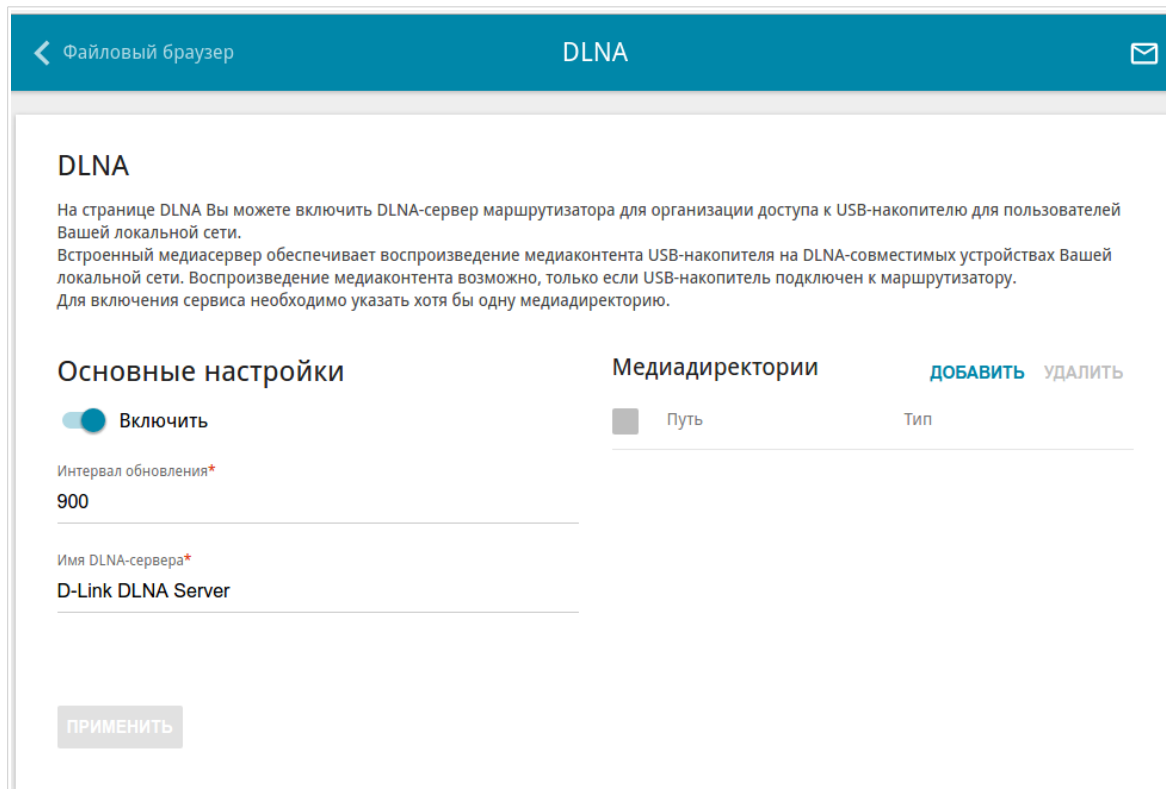 Файловый браузер
DLNA
DLNA
На странице DLNA Вы можете включить DLNA-сервер маршрутизатора для организации доступа к USB-накопителю для пользователей
Вашей локальной сети.
Встроенный медиасервер обеспечивает воспроизведение медиаконтента USB-накопителя на DLNA-совместимых устройствах Вашей
локальной сети. Воспроизведение медиаконтента возможно, только если USB-накопитель подключен к маршрутизатору.
Для включения сервиса необходимо указать хотя бы одну медиадиректорию.
Основные настройки
Включить
Интервал обновления*
900
Имя DLNA-сервера*
D-Link DLNA Server
ПРИМЕНИТЬ
Медиадиректории
ДОБАВИТЬ УДАЛИТЬ
Путь Тип